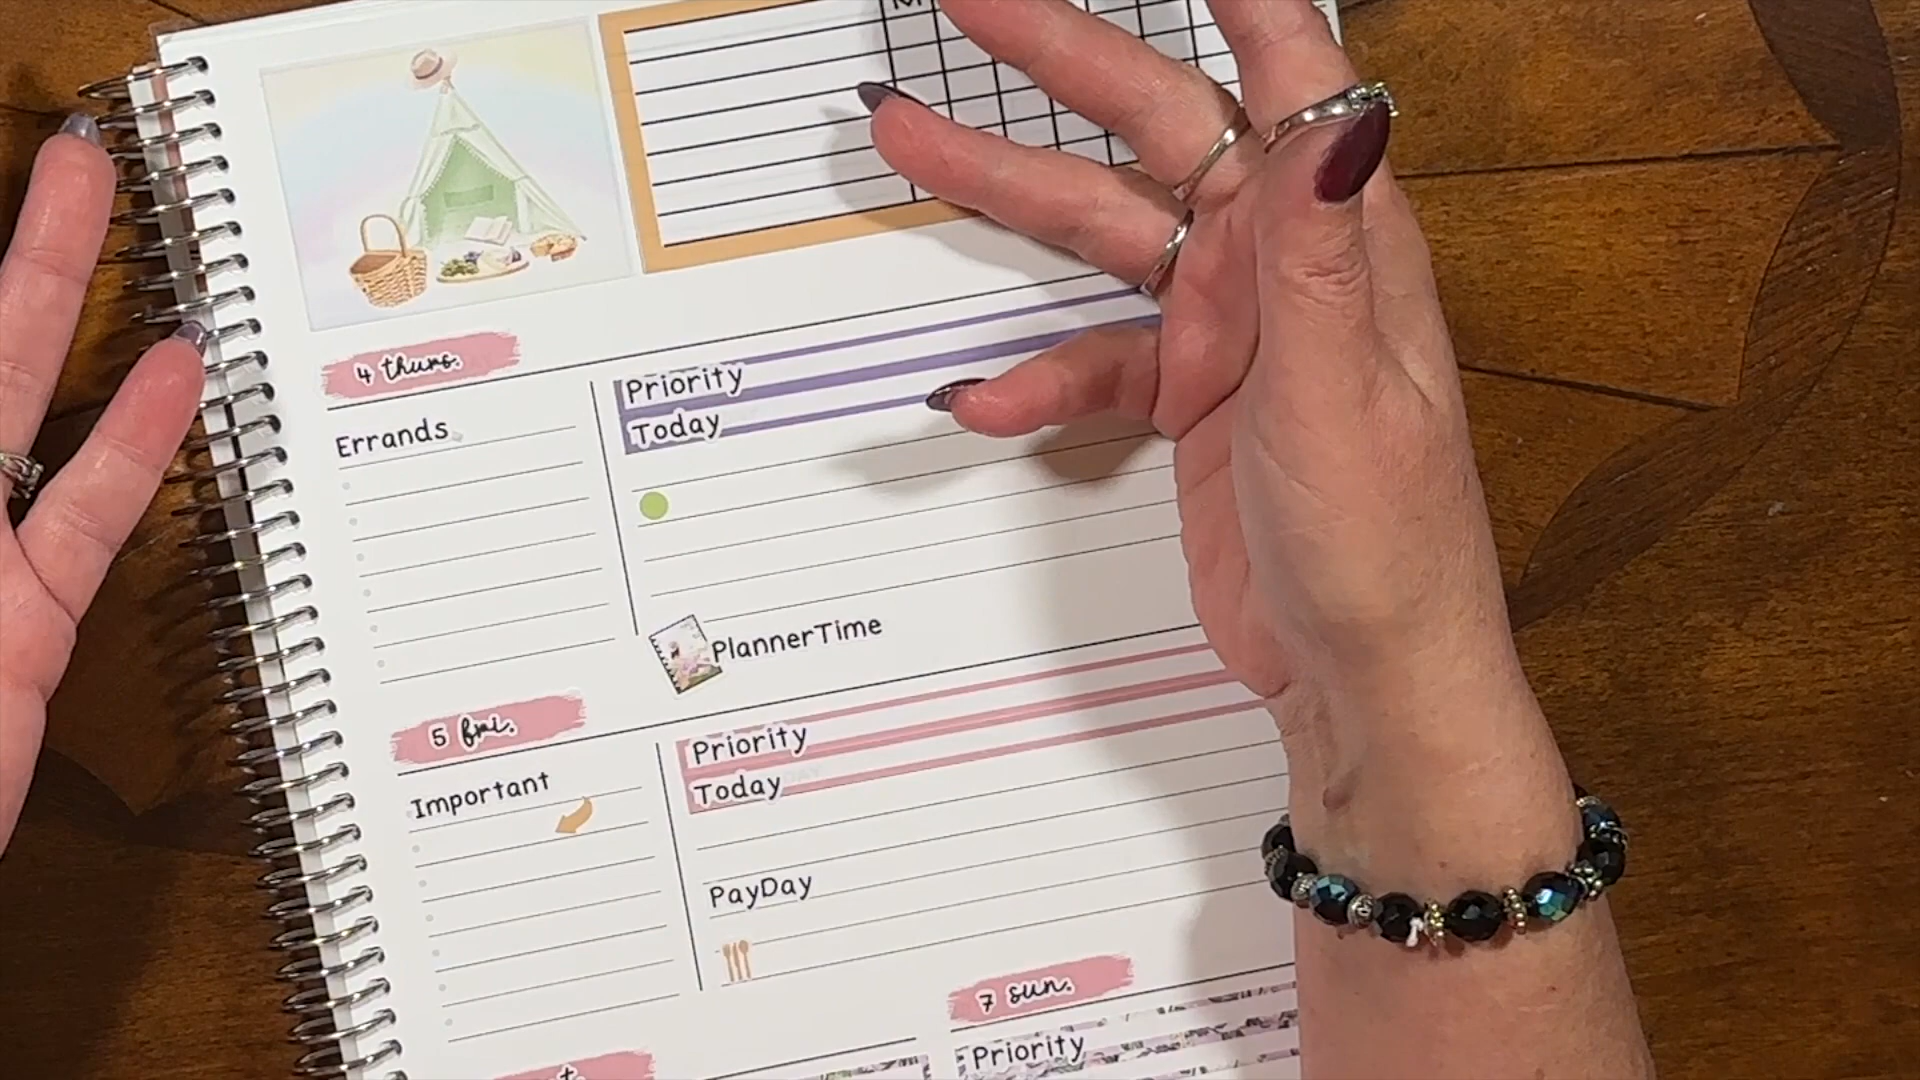 M
4 thurs.
Errands
Priority
Today
PlannerTime
5 fri.
Important
Priority
Today
PayDay
7 sun.
Priority